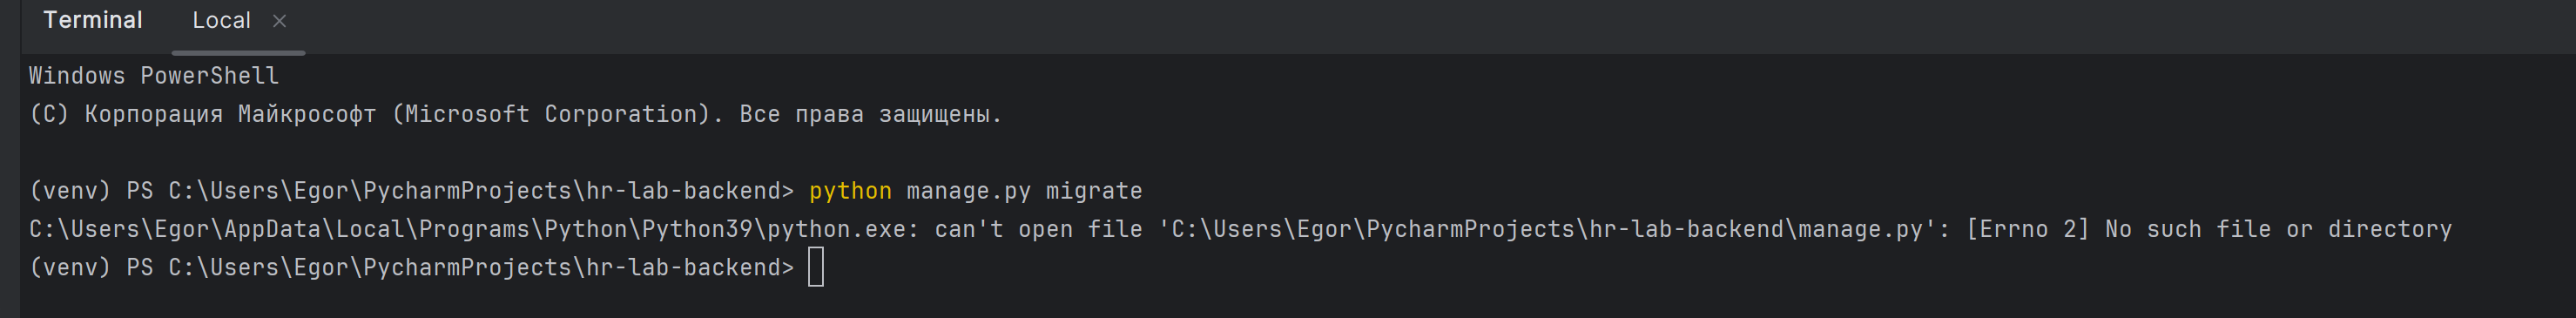 Terminal Local ×
Windows PowerShell
(C) Корпорация Майкрософт (Microsoft Corporation). Все права защищены.
(venv) PS C:\Users\Egor\PycharmProjects\hr-lab-backend> python manage.py migrate
C:\Users\Egor\AppData\Local\Programs\Python\Python39\python.exe: can't open file 'C:\Users\Egor\PycharmProjects\hr-lab-backend\manage.py': [Errno 2] No such file or directory
(venv) PS C:\Users\Egor\PycharmProjects\hr-lab-backend>